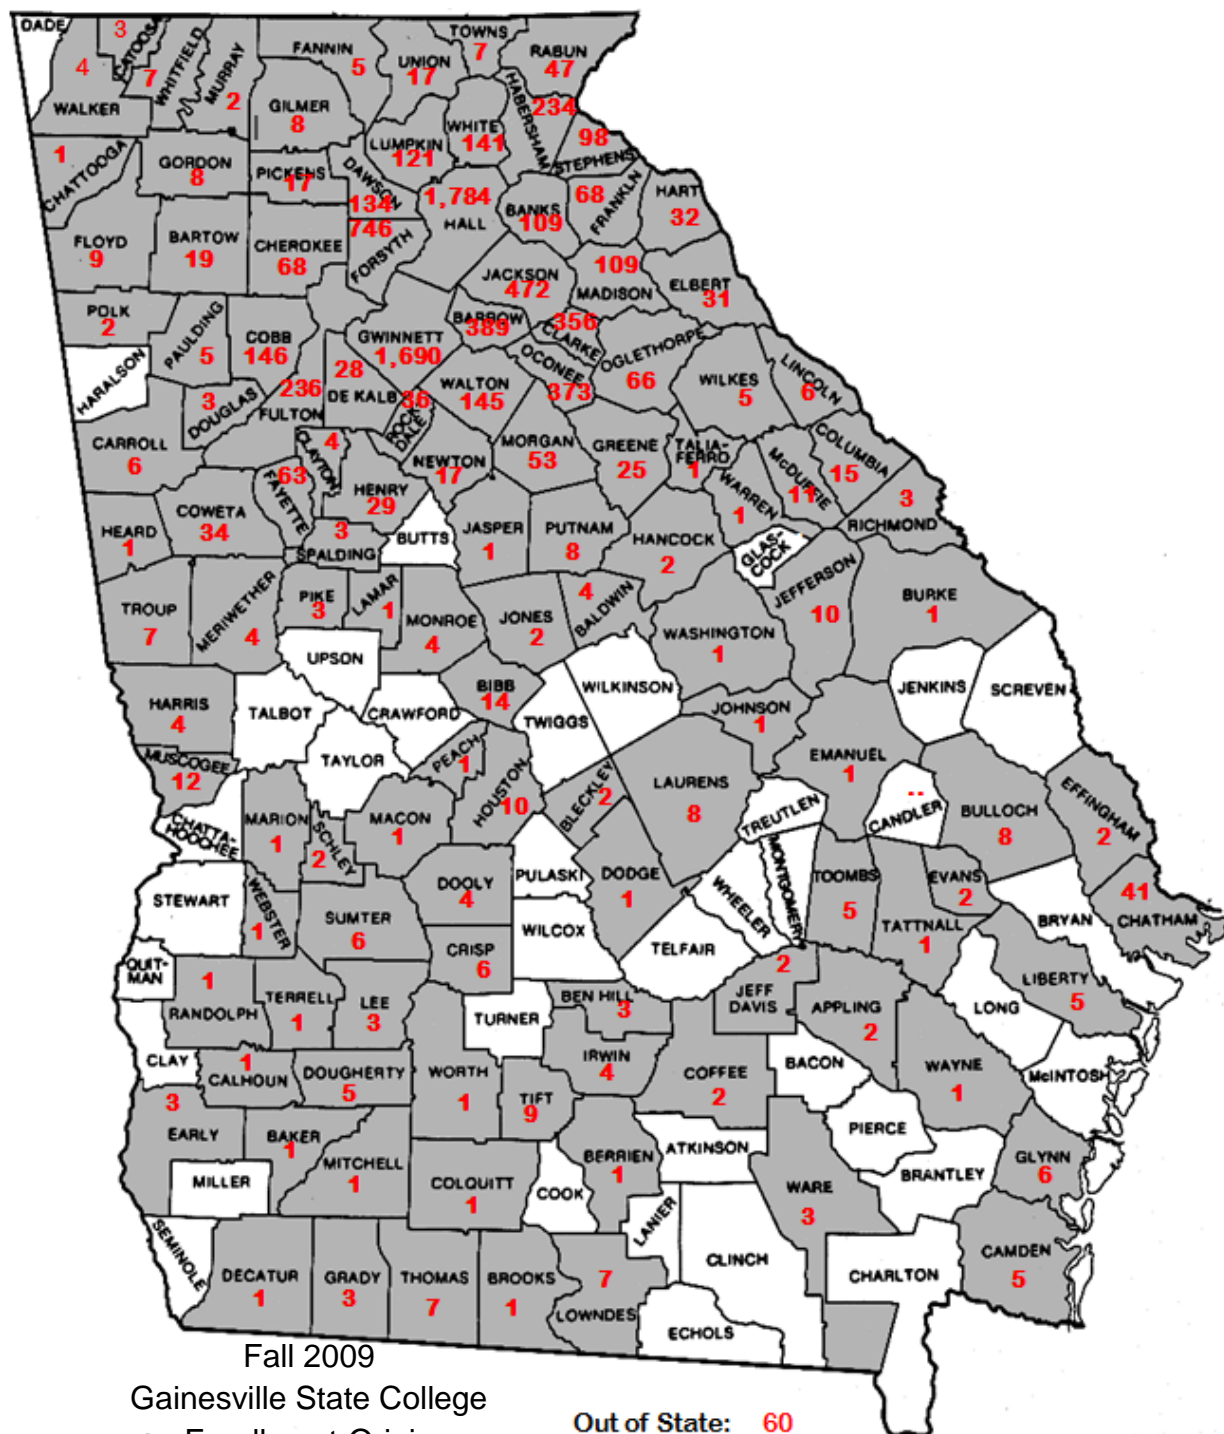 DADE
3
CATOOSA
4
WALKER
7
WHITFIELD
MURRAY
2
FANNIN
5
GILMER
8
UNION
17
TOWNS
7
RABUN
47
HABERSHAM
234
98
STEPHENS
WHITE
141
LUMPKIN
121
1
CHATTOOGA
GORDON
8
PICKENS
17
DAWSON
134
1,784
HALL
BANKS
109
68
FRANKLN
HART
32
FLOYD
9
BARTOW
19
CHEROKEE
68
746
FORSYTH
JACKSON
472
109
MADISON
ELBERT
31
POLK
2
PAULDING
5
COBB
146
GWINNETT
1,690
BARROW
389
356
CLARKE
OCONEE
373
OGLETHORPE
66
WILKES
5
LINCOLN
6
HARALSON
3
DOUGLAS
236
FULTON
28
DE KALB
36
ROCK
DALE
WALTON
145
MORGAN
53
GREENE
25
TALIA-
FERRO
1
McDUFFIE
11
COLUMBIA
15
3
RICHMOND
CARROLL
6
4
CLAYTON
63
FAYETTE
HENRY
29
NEWTON
17
WARREN
1
GLAS-
COCK
HEARD
1
COWETA
34
3
SPALDING
BUTTS
JASPER
1
PUTNAM
8
HANCOCK
2
JEFFERSON
10
BURKE
1
TROUP
7
MERIWETHER
4
PIKE
3
LAMAR
1
MONROE
4
JONES
2
4
BALDWIN
WASHINGTON
1
UPSON
HARRIS
4
TALBOT
CRAWFORD
BIBB
14
TWIGGS
WILKINSON
JOHNSON
1
JENKINS
SCREVEN
MUSCOGEE
12
TAYLOR
PEACH
1
HOUSTON
10
BLECKLEY
2
LAURENS
8
EMANUEL
1
TREUTLEN
--
CANDLER
BULLOCH
8
EFFINGHAM
2
CHATTA-
HOOCHEE
MARION
1
SCHLEY
2
MACON
1
DOOLY
4
PULASKI
DODGE
1
WHEELER
MONTGOMERY
TOOMBS
5
EVANS
2
TATTNALL
1
BRYAN
41
CHATHAM
STEWART
WEBSTER
1
SUMTER
6
CRISP
6
WILCOX
TELFAIR
2
JEFF
DAVIS
APPLING
2
LONG
LIBERTY
5
QUIT-
MAN
1
RANDOLPH
TERRELL
1
LEE
3
TURNER
BEN HILL
3
IRWIN
4
COFFEE
2
BACON
WAYNE
1
McINTOSH
CLAY
1
CALHOUN
DOUGHERTY
5
WORTH
1
TIFT
9
3
EARLY
BAKER
1
MITCHELL
1
COLQUITT
1
COOK
BERRIEN
1
ATKINSON
PIERCE
BRANTLEY
GLYNN
6
MILLER
WARE
3
LANIER
CLINCH
CHARLTON
CAMDEN
5
SEMINOLE
DECATUR
1
GRADY
3
THOMAS
7
BROOKS
1
7
LOWNDES
ECHOLS
Fall 2009
Gainesville State College
Out of State: 60